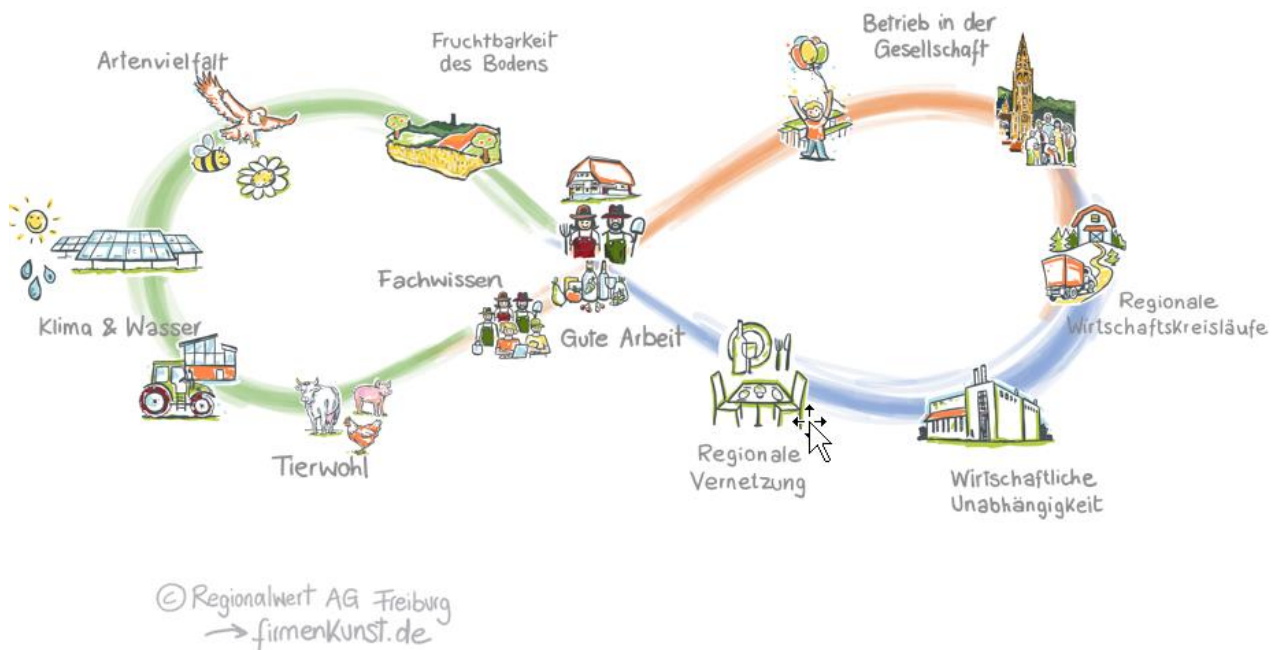 Artenvielfalt
Fruchtbarkeit
des Bodens
Betrieb in der
Gesellschaft
Klima & Wasser
Fachwissen
Gute Arbeit
Regionale
Wirtschaftskreisläufe
Tierwohl
Regionale
Vernetzung
Wirtschaftliche
Unabhängigkeit
© Regionalwert AG Freiburg
→ firmenkunst.de